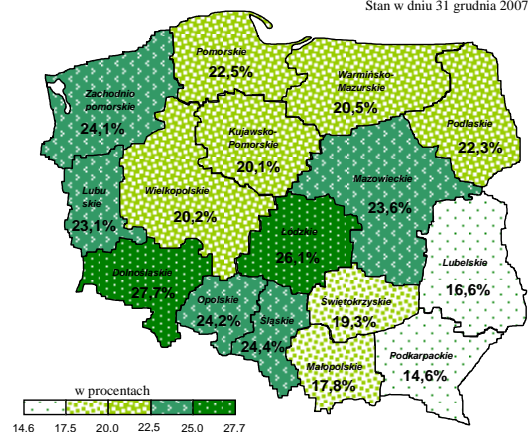 Stan w dniu 31 grudnia 2007
Pomorskie
22,5%
Warmińsko-
Mazurskie
20,5%
Zachodnio
pomorskie
24,1%
Podlaskie
22,3%
Kujawsko-
Pomorskie
20,1%
Mazowieckie
23,6%
Lubu
skie
23,1%
Wielkopolskie
20,2%
Łódzkie
26,1%
Lubelskie
16,6%
Dolnośląskie
27,7%
Opolskie
24,2%
Śląskie
24,4%
Świętokrzyskie
19,3%
Małopolskie
17,8%
Podkarpackie
14,6%
w procentach
14.6 17.5 20.0 22.5 25.0 27.7